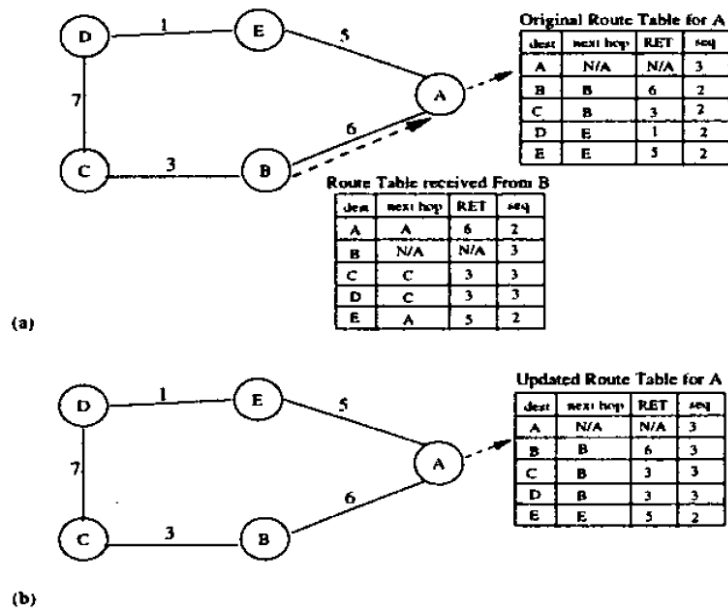 Original Route Table for A
dest next hop RET seq
A N/A N/A 3
B B 6 2
C B 3 2
D E 1 2
E E 5 2
D 1 E 5
A
7
6
C 3 B
Route Table received From B
dest next hop RET seq
A A 6 2
B N/A N/A 3
C C 3 3
D C 3 3
E A 5 2
(a)
Updated Route Table for A
dest next hop RET seq
A N/A N/A 3
B B 6 3
C B 3 3
D B 3 3
E E 5 2
D 1 E 5
A
7
6
C 3 B
(b)